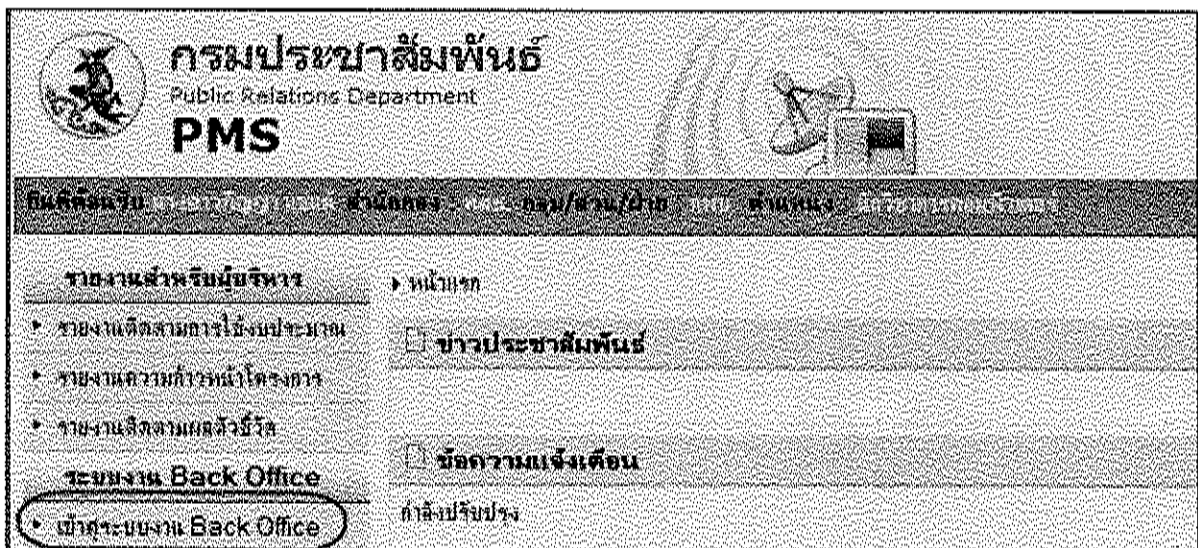 กรมประชาสัมพันธ์
Public Relations Department
PMS
ยินดีต้อนรับ สำนัก/กอง กลุ่ม/ส่วน/ฝ่าย ตำแหน่ง
รายงานสำหรับผู้บริหาร
รายงานติดตามการใช้งบประมาณ
รายงานความก้าวหน้าโครงการ
รายงานติดตามผลตัวชี้วัด
ระบบงาน Back Office
เข้าสู่ระบบงาน Back Office
หน้าแรก
ข่าวประชาสัมพันธ์
ข้อความแจ้งเตือน
กำลังปรับปรุง